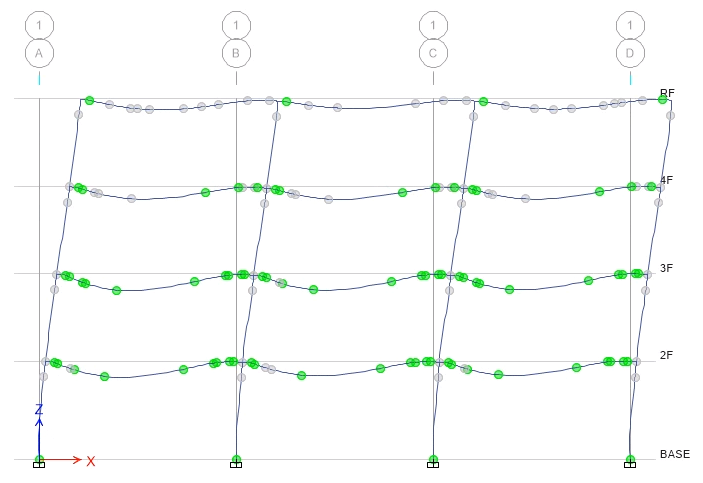 1 1 1 1
A B C D
RF
4F
3F
2F
Z
X
BASE